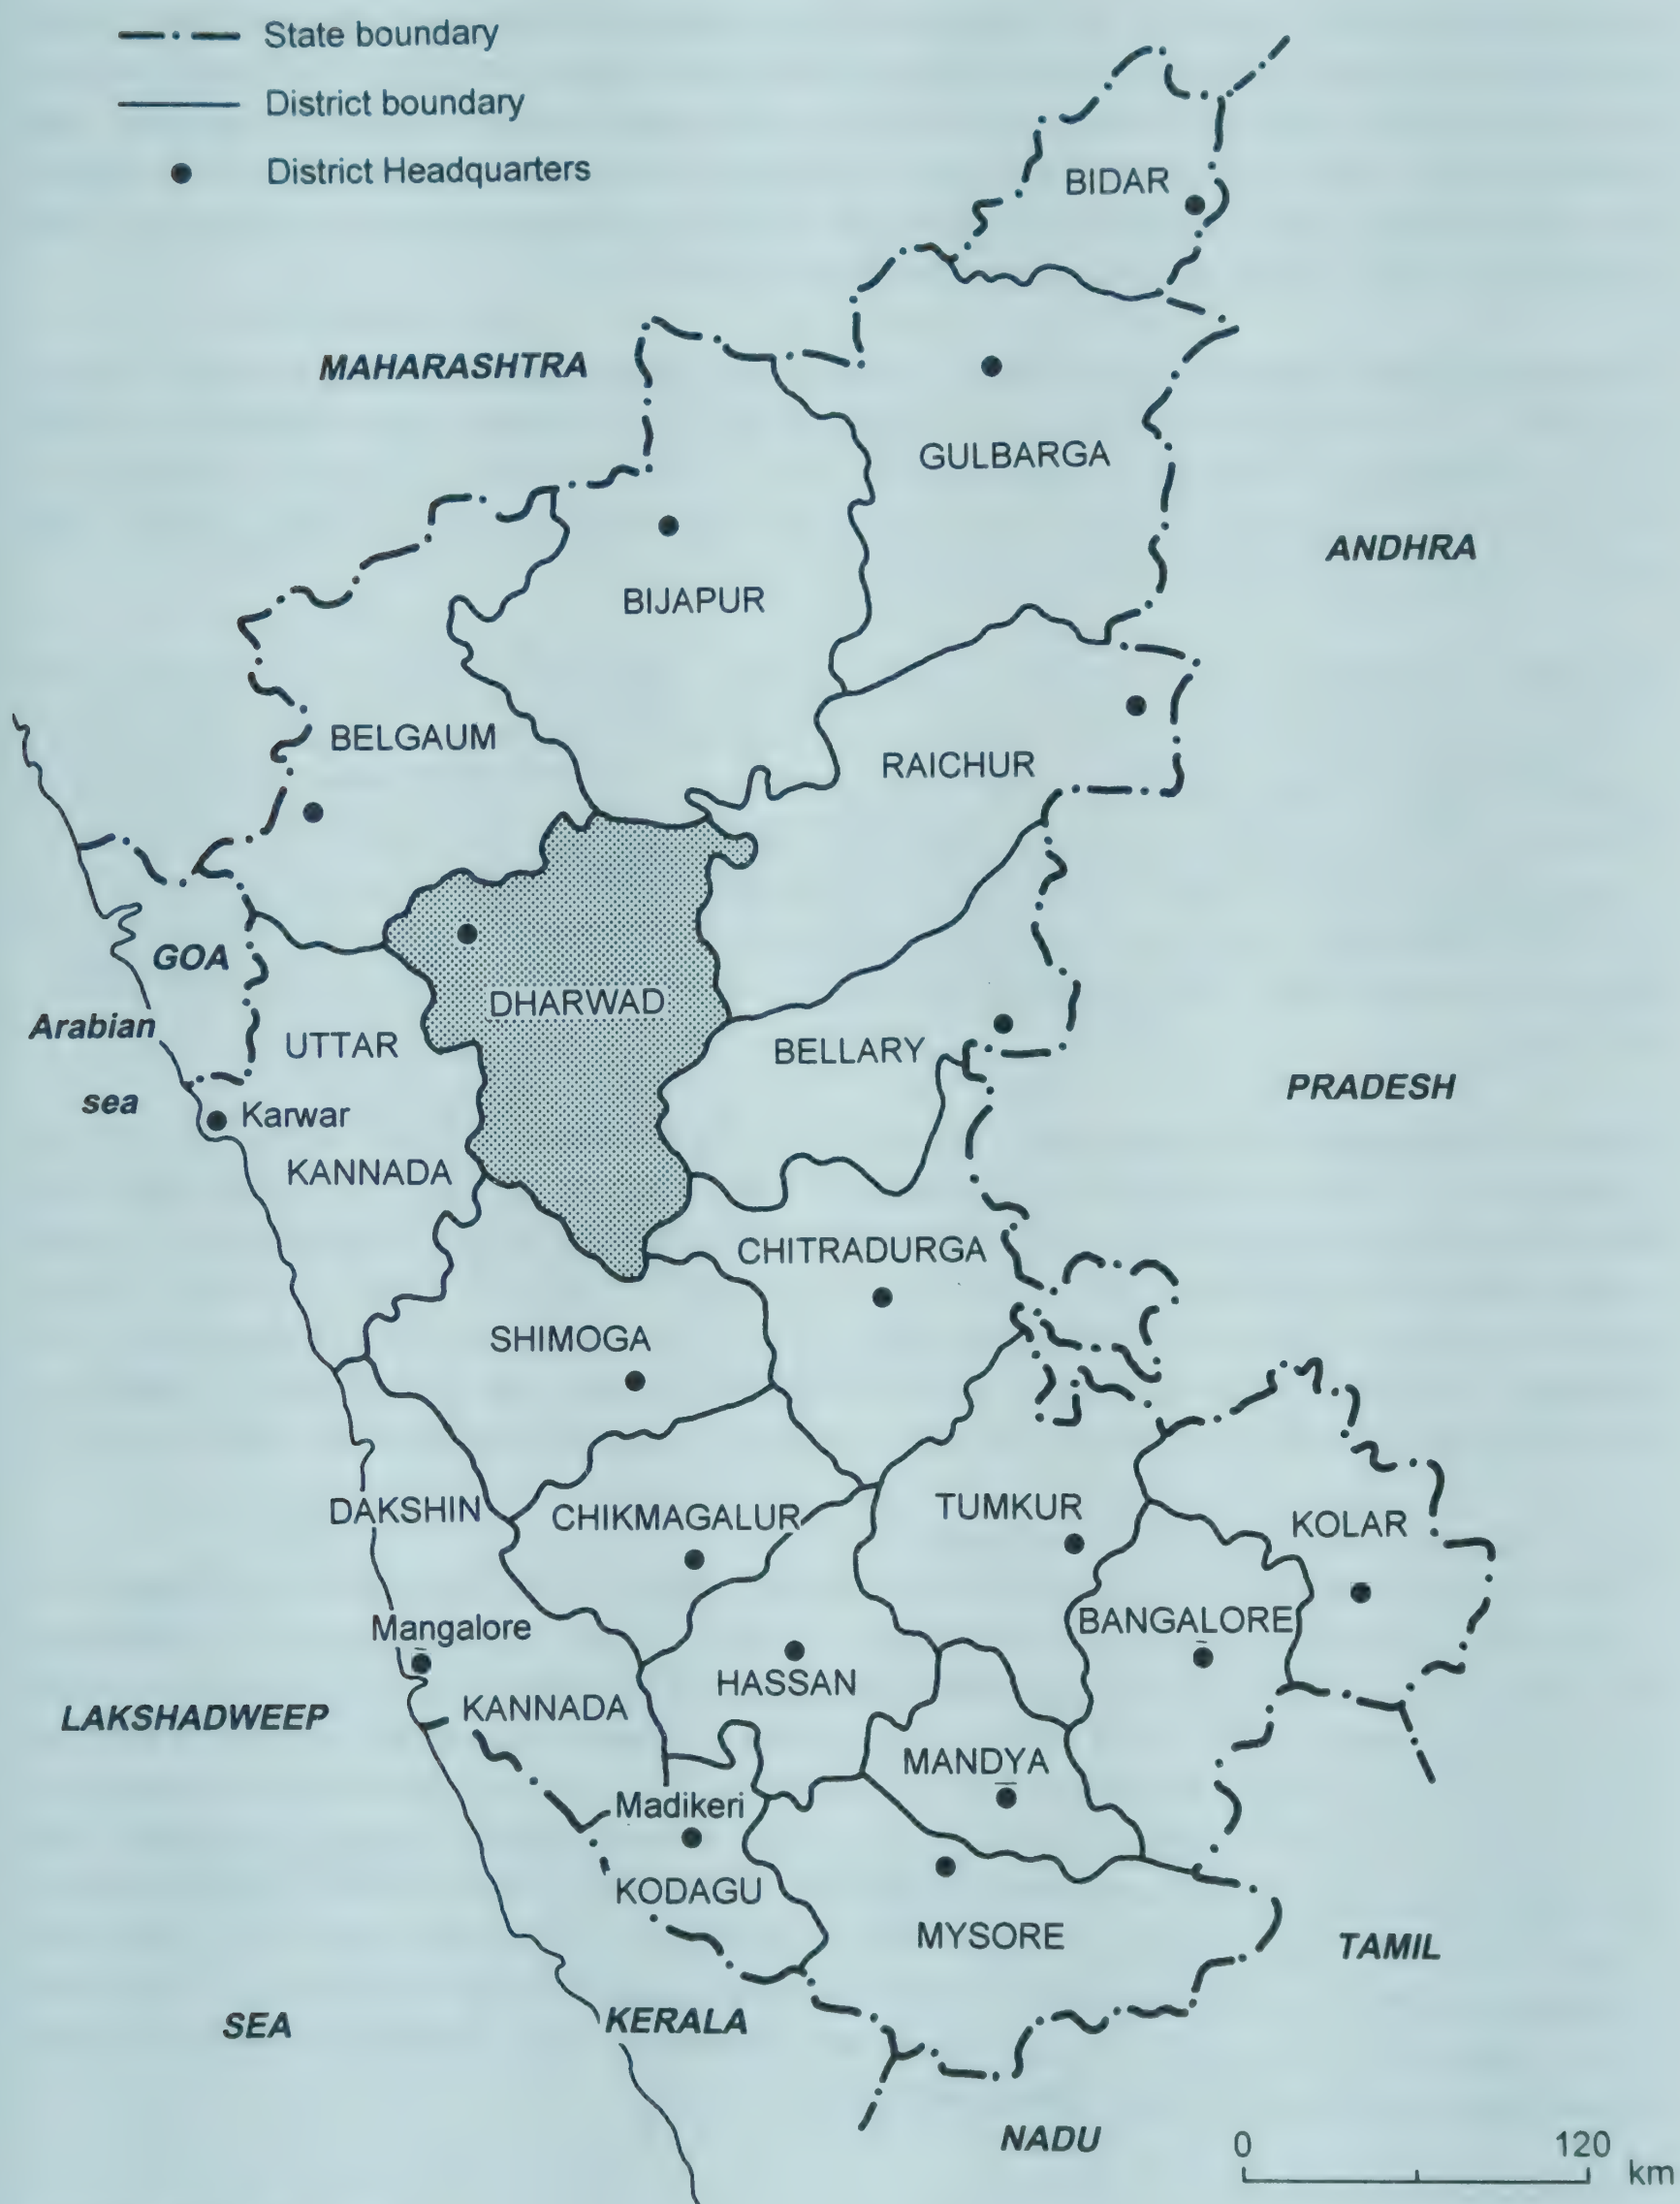 State boundary
District boundary
District Headquarters
BIDAR
MAHARASHTRA
GULBARGA
ANDHRA
BIJAPUR
BELGAUM
RAICHUR
GOA
DHARWAD
Arabian
UTTAR
BELLARY
PRADESH
sea
Karwar
KANNADA
CHITRADURGA
SHIMOGA
DAKSHIN
CHIKMAGALUR
TUMKUR
KOLAR
Mangalore
BANGALORE
HASSAN
LAKSHADWEEP
KANNADA
MANDYA
Madikeri
KODAGU
MYSORE
TAMIL
SEA
KERALA
NADU
0 120
km